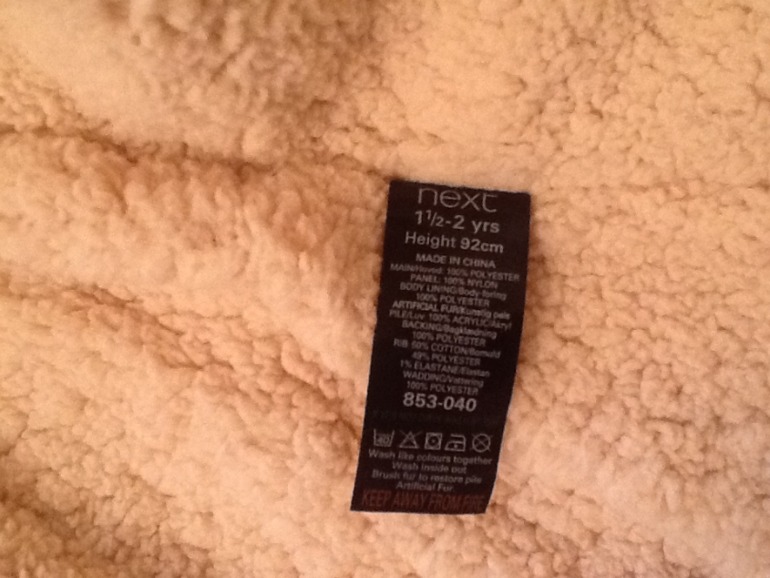 next
1½-2 yrs
Height 92cm
MADE IN CHINA
MAIN/Hoved: 100% POLYESTER
PANEL: 100% NYLON
BODY LINING/Body foring
100% POLYESTER
ARTIFICIAL FUR/Kunstig pels
PILE/Luv: 100% ACRYLIC/Akryl
BACKING/Bagklædning
100% POLYESTER
RIB: 50% COTTON/Bomuld
49% POLYESTER
1% ELASTANE/Elastan
WADDING/Vattering
100% POLYESTER
853-040
40
Wash like colours together
Wash inside out
Brush fur to restore pile
Artificial Fur
KEEP AWAY FROM FIRE